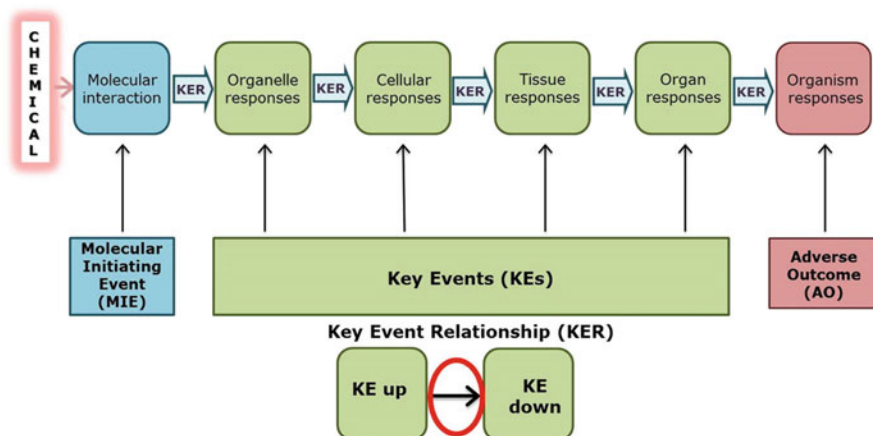 CHEMICAL
Molecular
interaction
KER
Organelle
responses
KER
Cellular
responses
KER
Tissue
responses
KER
Organ
responses
KER
Organism
responses
Molecular
Initiating
Event
(MIE)
Key Events (KEs)
Adverse
Outcome
(AO)
Key Event Relationship (KER)
KE up
KE
down